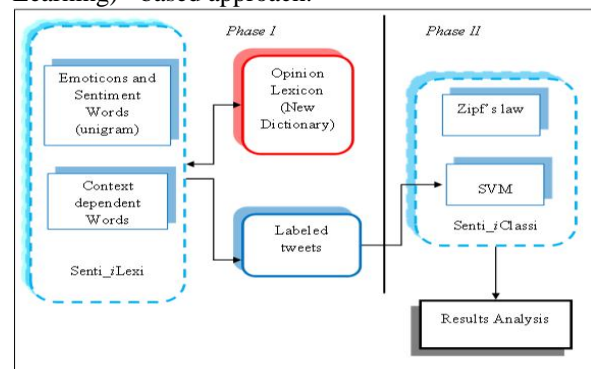 Learning) - based approach.
Phase I
Phase II
Emoticons and
Sentiment
Words
(unigram)
Context
dependent
Words
Senti_iLexi
Opinion
Lexicon
(New
Dictionary)
Labeled
tweets
Zipf's law
SVM
Senti_iClassi
Results Analysis